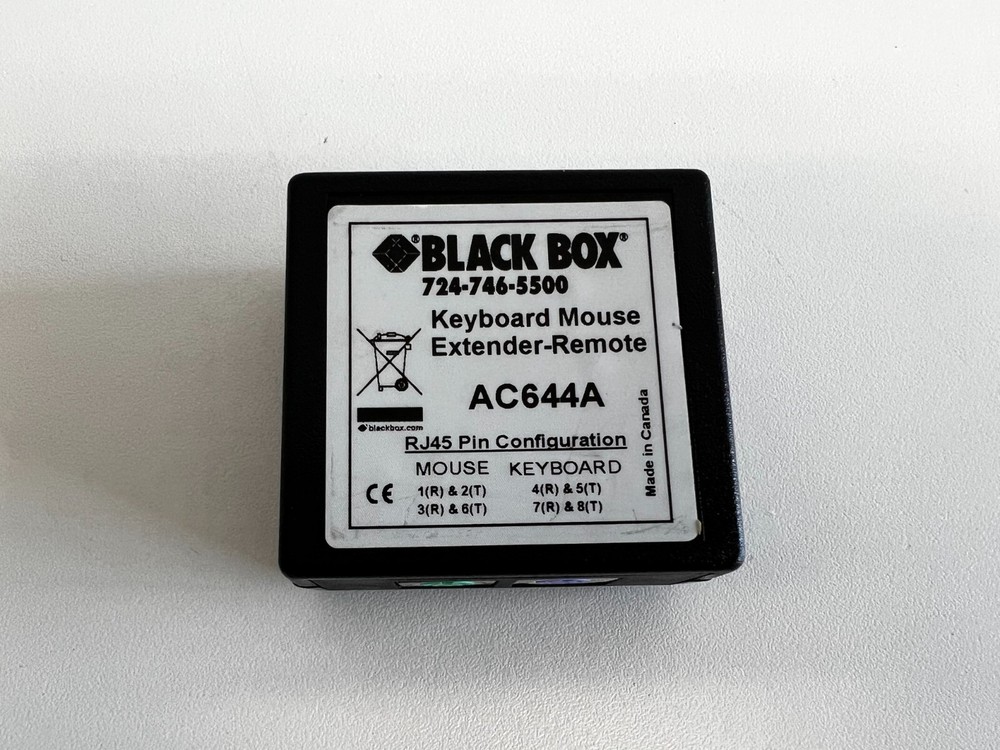 ® BLACK BOX®
724-746-5500
Keyboard Mouse
Extender-Remote
AC644A
blackbox.com
RJ45 Pin Configuration
MOUSE KEYBOARD
1(R) & 2(T) 4(R) & 5(T)
3(R) & 6(T) 7(R) & 8(T)
CE
Made in Canada